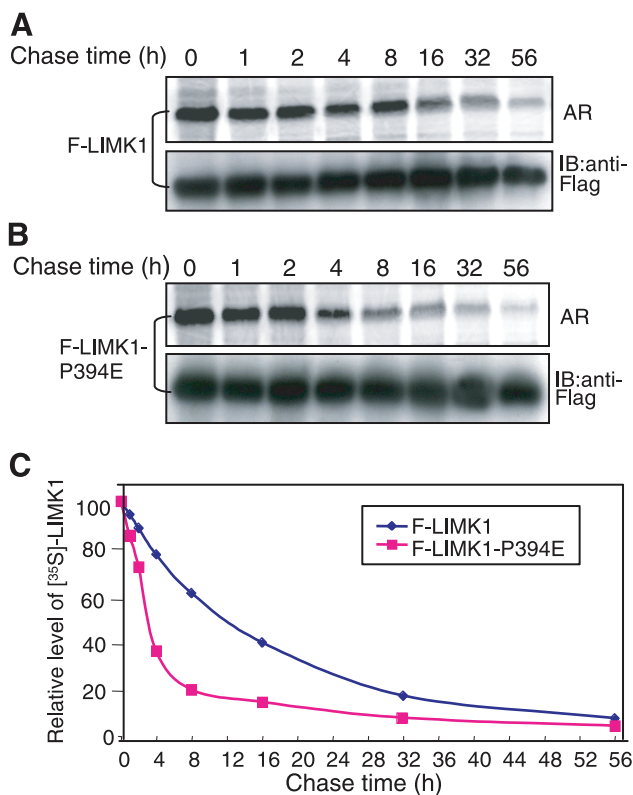 A
Chase time (h) 0 1 2 4 8 16 32 56
F-LIMK1
AR
IB:anti-
Flag
B
Chase time (h) 0 1 2 4 8 16 32 56
F-LIMK1-
P394E
AR
IB:anti-
Flag
C
Relative level of [³⁵S]-LIMK1
100
80
60
40
20
0
F-LIMK1
F-LIMK1-P394E
0 4 8 12 16 20 24 28 32 36 40 44 48 52 56
Chase time (h)